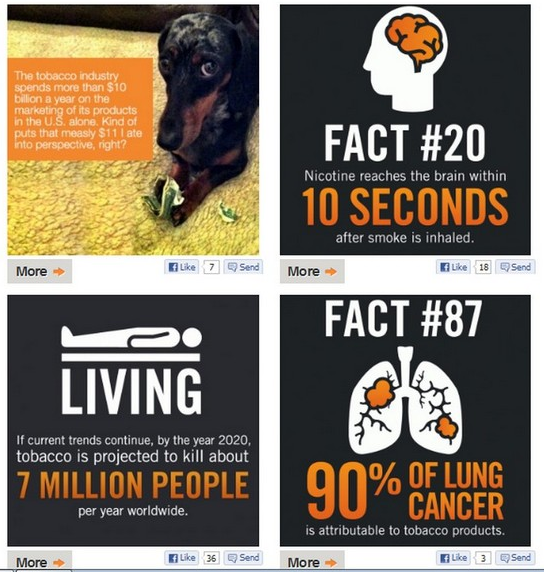 The tobacco industry
spends more than $10
billion a year on the
marketing of its products
in the U.S. alone. Kind of
puts that measly $11 I ate
into perspective, right?
More
Like 7 Send
FACT #20
Nicotine reaches the brain within
10 SECONDS
after smoke is inhaled.
More
Like 18 Send
LIVING
If current trends continue, by the year 2020,
tobacco is projected to kill about
7 MILLION PEOPLE
per year worldwide.
More
Like 36 Send
FACT #87
90% OF LUNG
CANCER
is attributable to tobacco products.
More
Like 3 Send